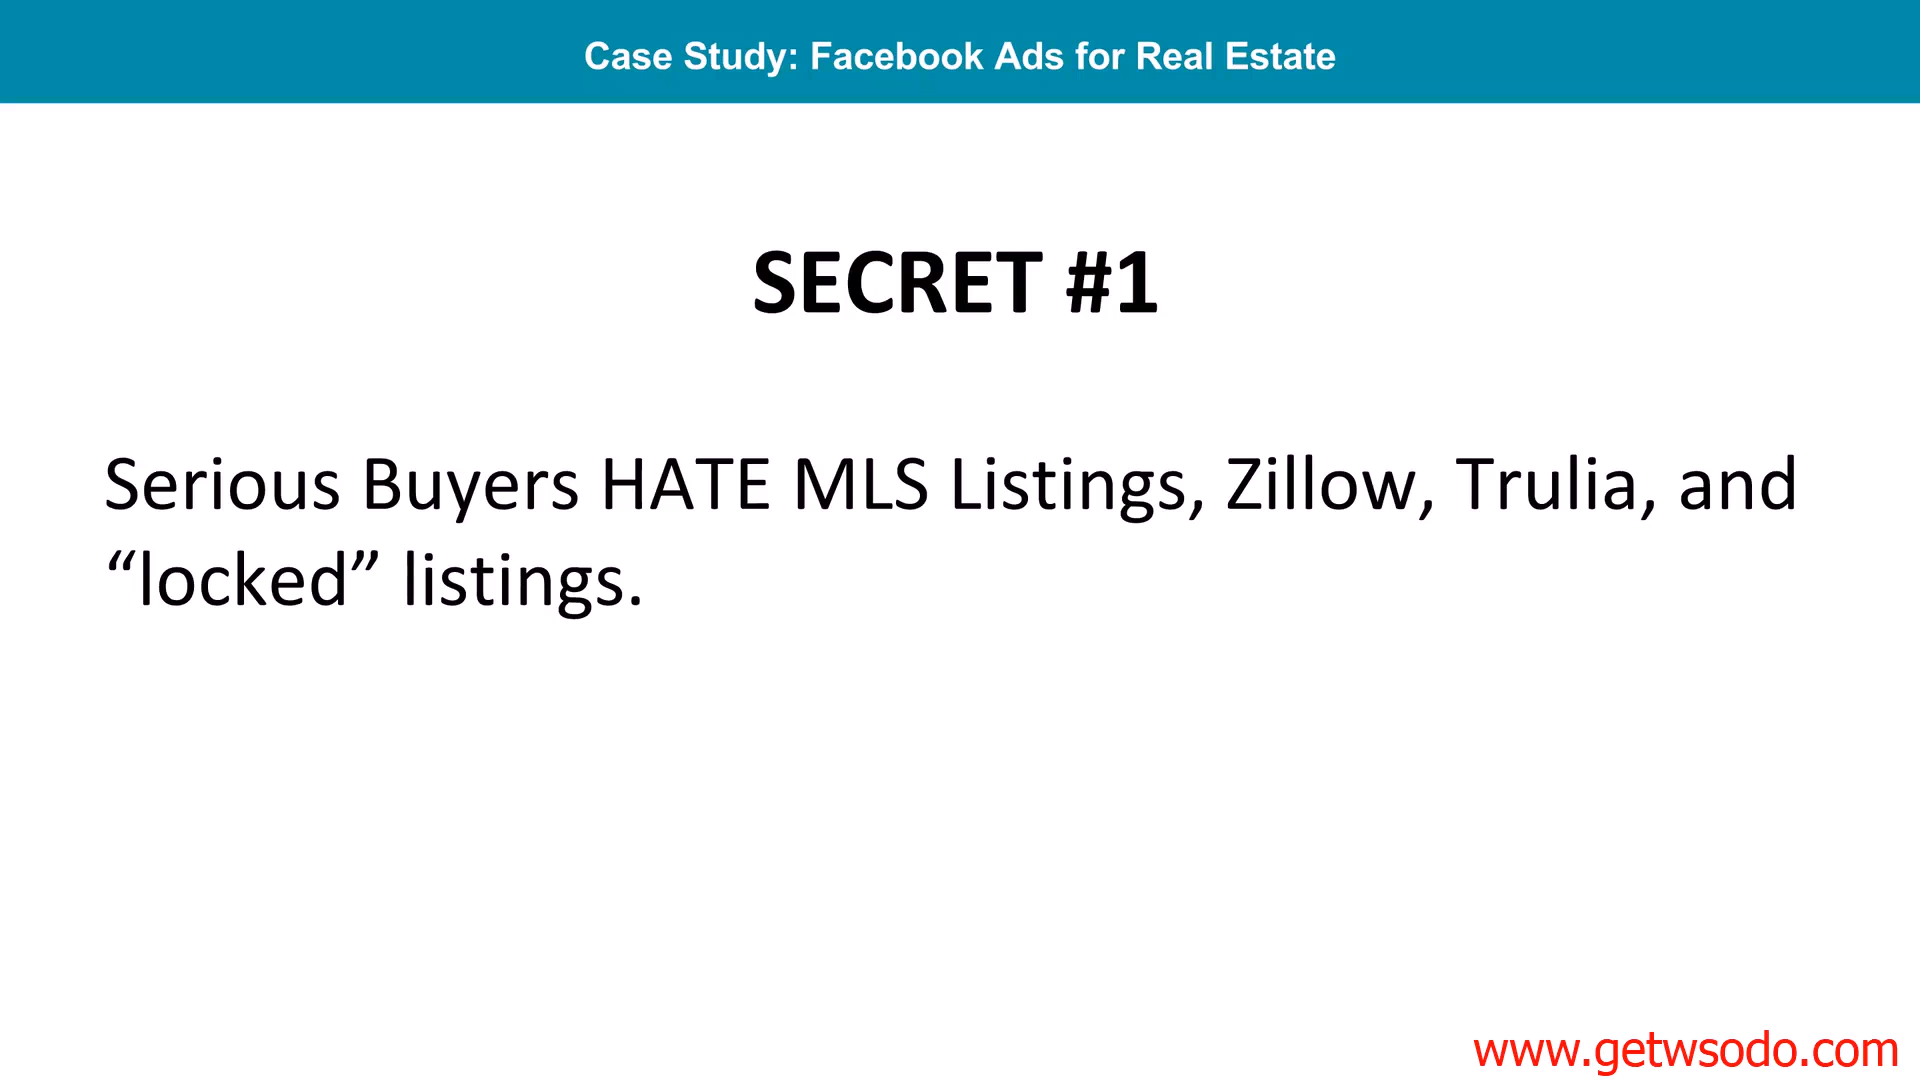 Case Study: Facebook Ads for Real Estate
SECRET #1
Serious Buyers HATE MLS Listings, Zillow, Trulia, and
“locked” listings.
www.getwsodo.com